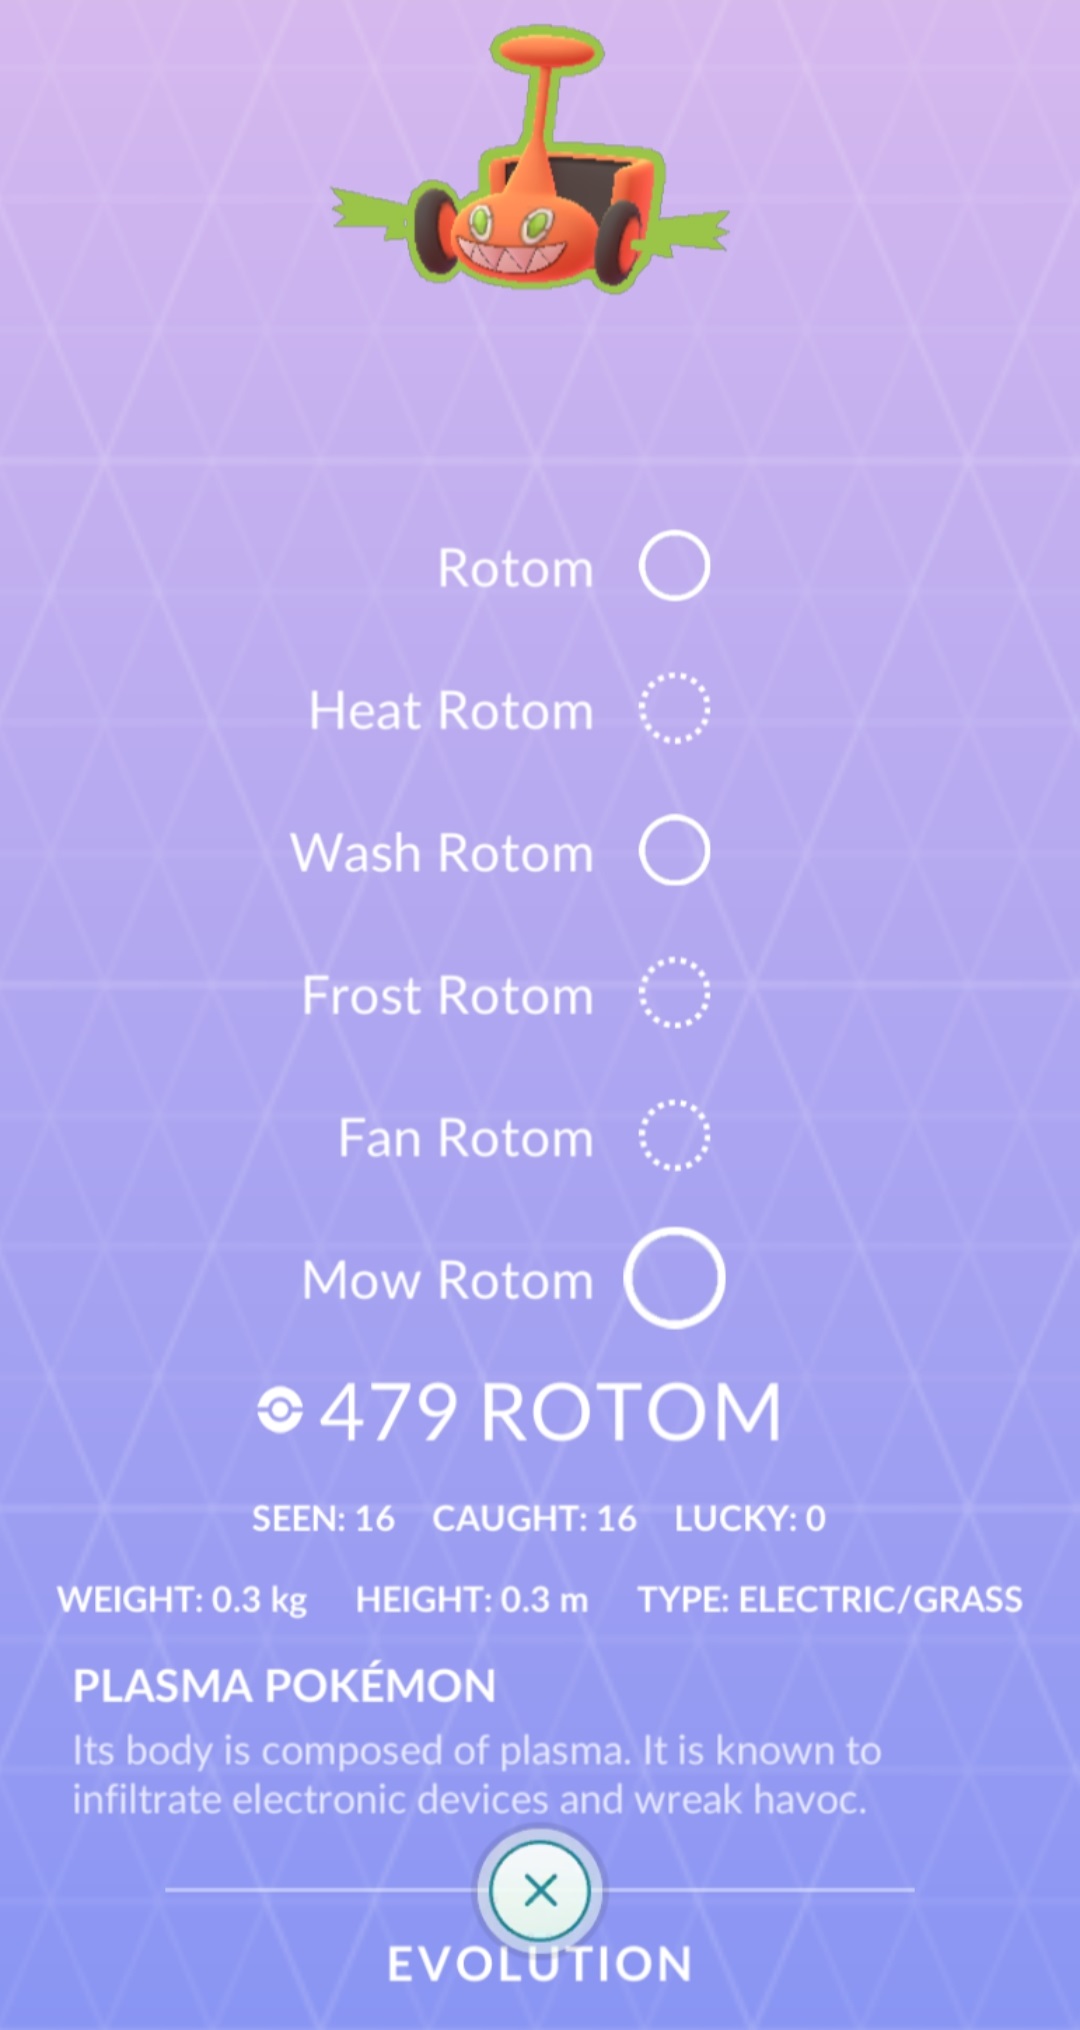 Rotom
Heat Rotom
Wash Rotom
Frost Rotom
Fan Rotom
Mow Rotom
479 ROTOM
SEEN: 16 CAUGHT: 16 LUCKY: 0
WEIGHT: 0.3 kg HEIGHT: 0.3 m TYPE: ELECTRIC/GRASS
PLASMA POKÉMON
Its body is composed of plasma. It is known to
infiltrate electronic devices and wreak havoc.
EVOLUTION